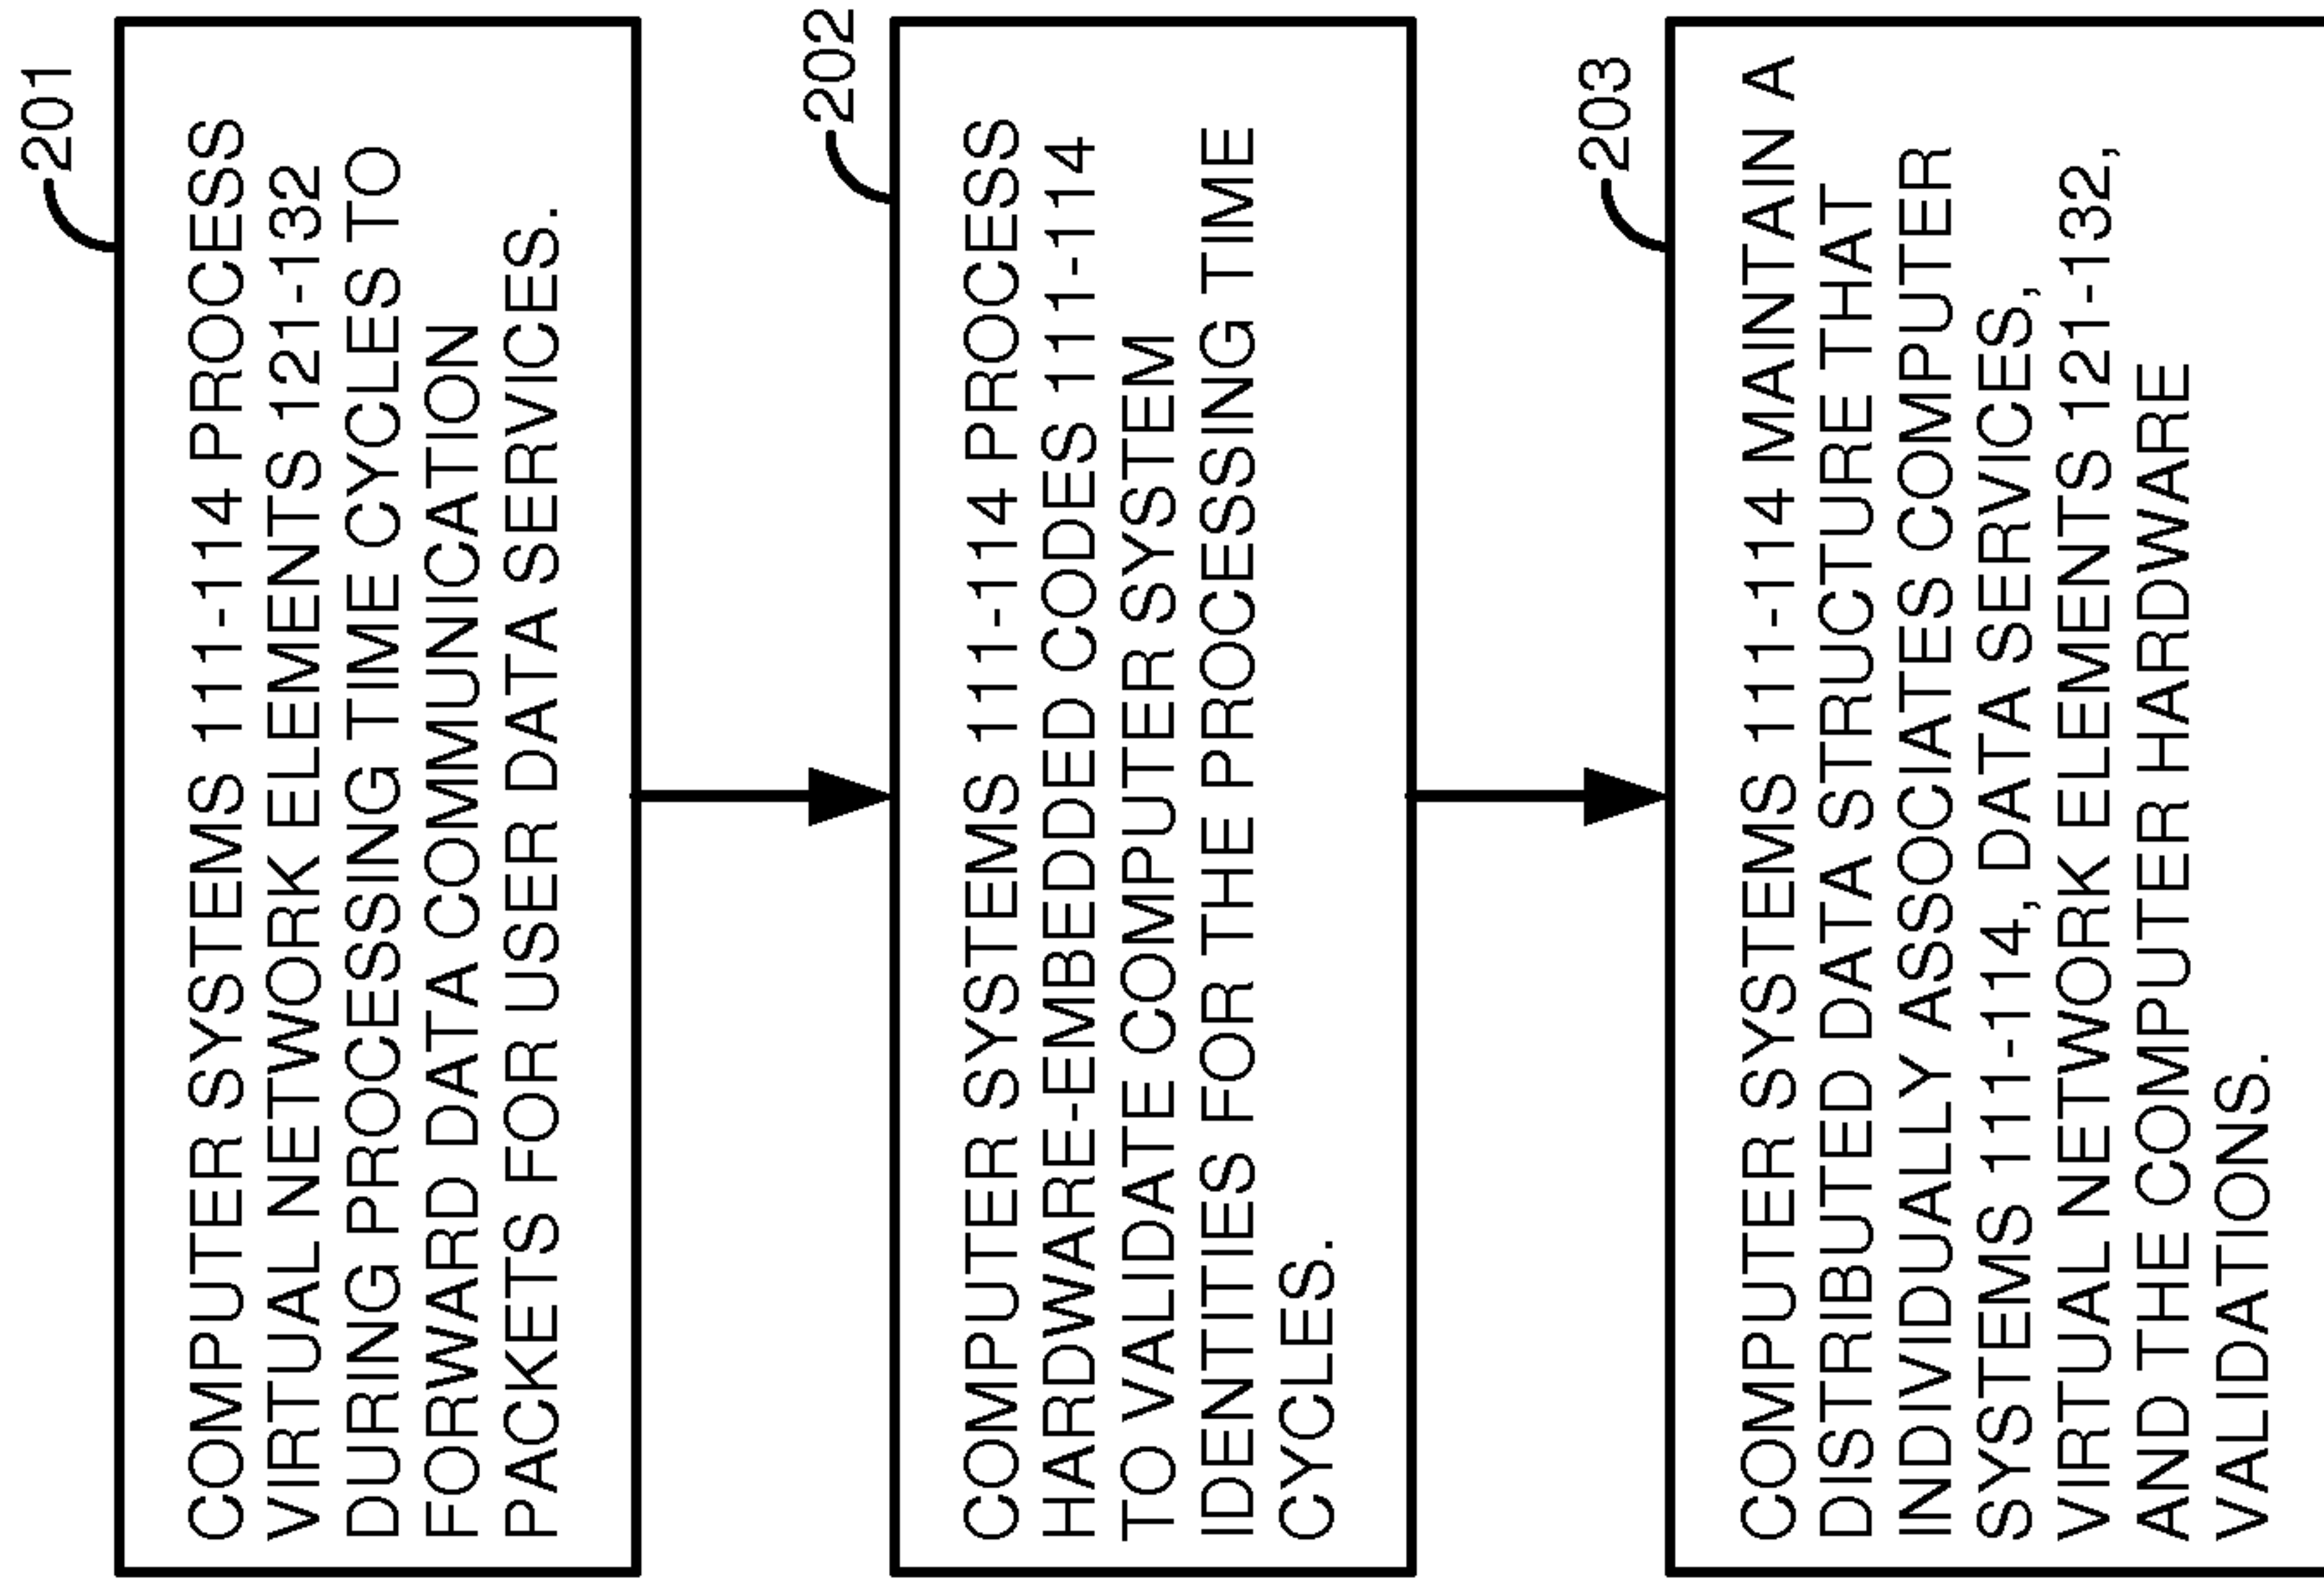 201
COMPUTER SYSTEMS 111-114 PROCESS
VIRTUAL NETWORK ELEMENTS 121-132
DURING PROCESSING TIME CYCLES TO
FORWARD DATA COMMUNICATION
PACKETS FOR USER DATA SERVICES.
202
COMPUTER SYSTEMS 111-114 PROCESS
HARDWARE-EMBEDDED CODES 111-114
TO VALIDATE COMPUTER SYSTEM
IDENTITIES FOR THE PROCESSING TIME
CYCLES.
203
COMPUTER SYSTEMS 111-114 MAINTAIN A
DISTRIBUTED DATA STRUCTURE THAT
INDIVIDUALLY ASSOCIATES COMPUTER
SYSTEMS 111-114, DATA SERVICES,
VIRTUAL NETWORK ELEMENTS 121-132,
AND THE COMPUTER HARDWARE
VALIDATIONS.